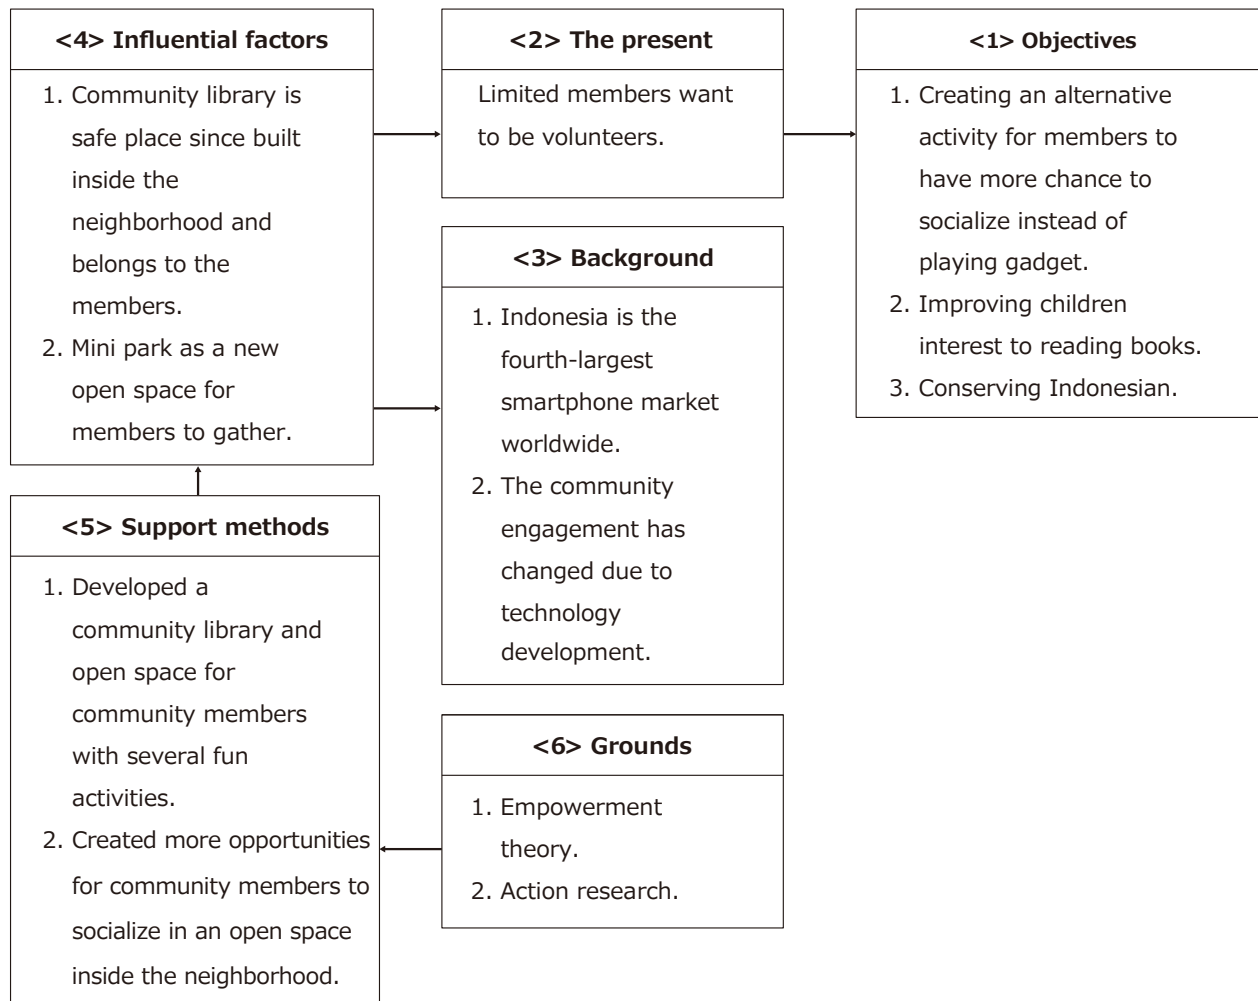 <4> Influential factors
1. Community library is
safe place since built
inside the
neighborhood and
belongs to the
members.
2. Mini park as a new
open space for
members to gather.
<2> The present
Limited members want
to be volunteers.
<1> Objectives
1. Creating an alternative
activity for members to
have more chance to
socialize instead of
playing gadget.
2. Improving children
interest to reading books.
3. Conserving Indonesian.
<3> Background
1. Indonesia is the
fourth-largest
smartphone market
worldwide.
2. The community
engagement has
changed due to
technology
development.
<5> Support methods
1. Developed a
community library and
open space for
community members
with several fun
activities.
2. Created more opportunities
for community members to
socialize in an open space
inside the neighborhood.
<6> Grounds
1. Empowerment
theory.
2. Action research.